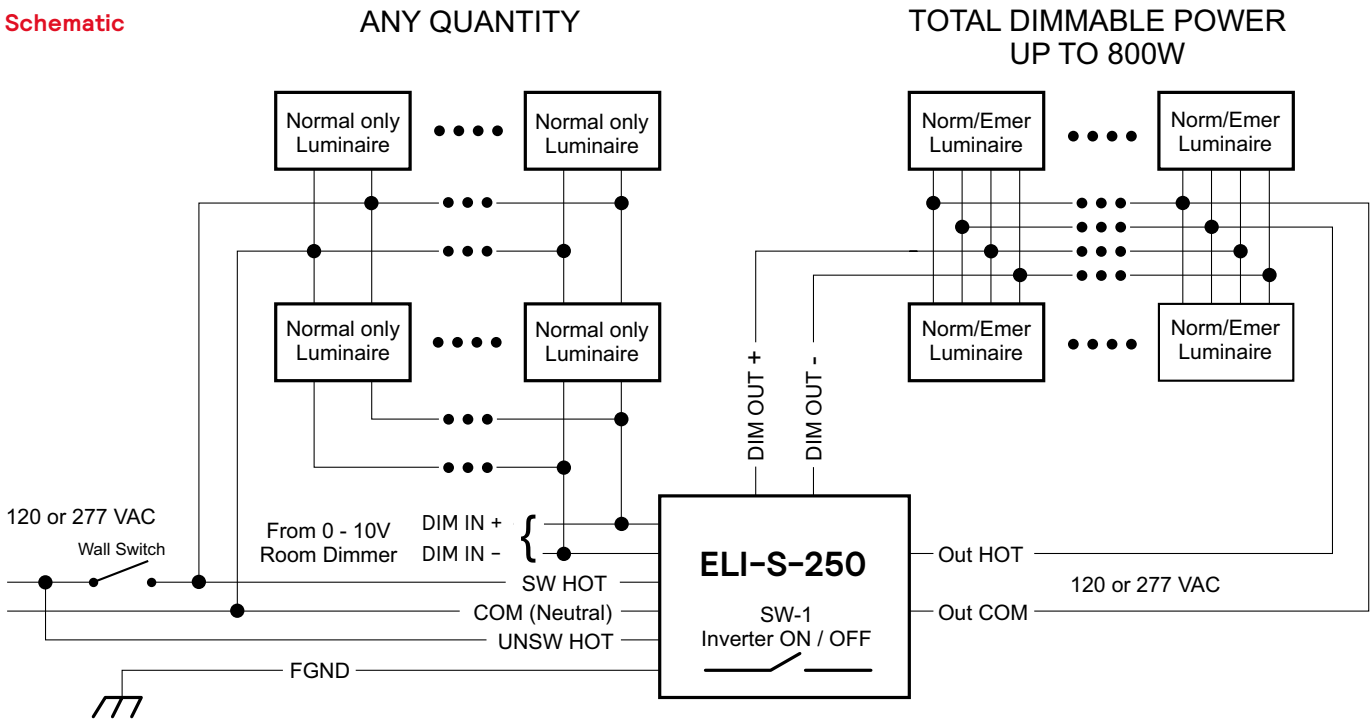 Schematic
ANY QUANTITY
TOTAL DIMMABLE POWER
UP TO 800W
Normal only
Luminaire
Normal only
Luminaire
Norm/Emer
Luminaire
Norm/Emer
Luminaire
Normal only
Luminaire
Normal only
Luminaire
Norm/Emer
Luminaire
Norm/Emer
Luminaire
DIM OUT +
DIM OUT -
120 or 277 VAC
Wall Switch
From 0 - 10V
Room Dimmer
DIM IN +
DIM IN -
SW HOT
COM (Neutral)
UNSW HOT
FGND
ELI-S-250
SW-1
Inverter ON / OFF
Out HOT
120 or 277 VAC
Out COM